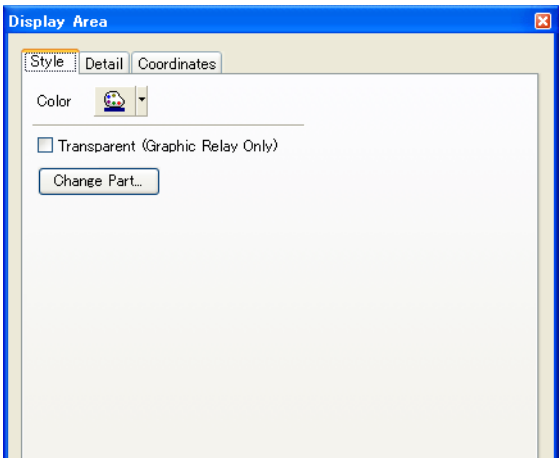 Display Area
Style Detail Coordinates
Color
Transparent (Graphic Relay Only)
Change Part...